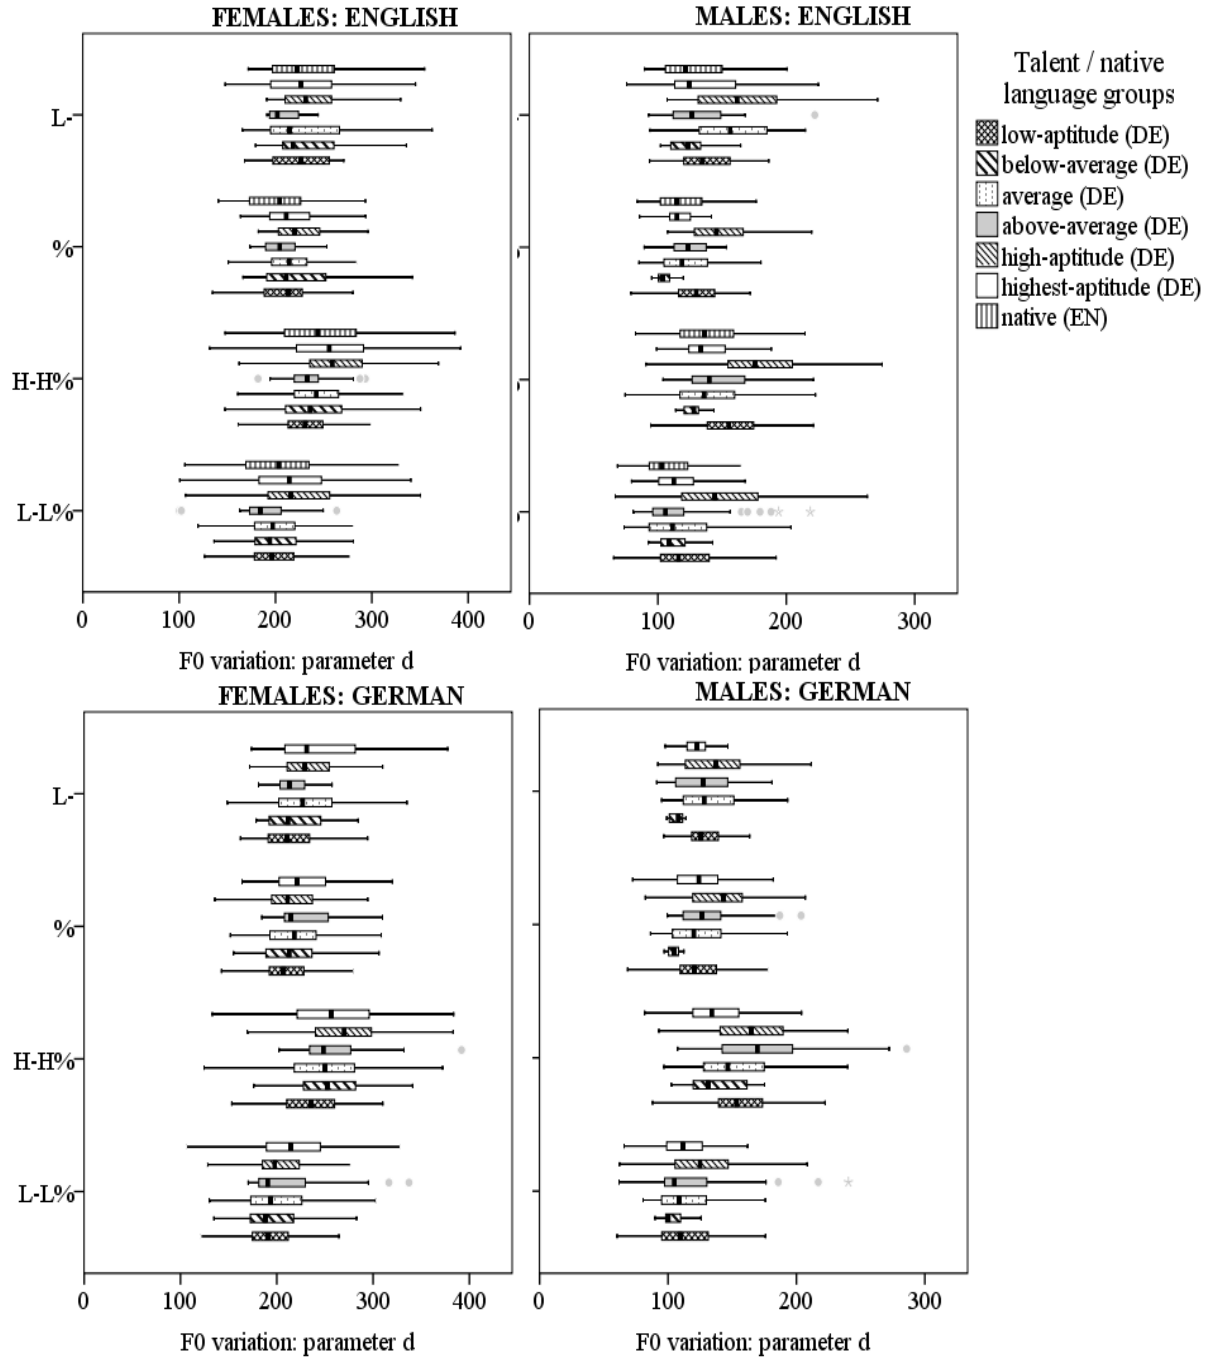 FEMALES: ENGLISH
MALES: ENGLISH
Talent / native
language groups
low-aptitude (DE)
below-average (DE)
average (DE)
above-average (DE)
high-aptitude (DE)
highest-aptitude (DE)
native (EN)
L-
%
H-H%
L-L%
0 100 200 300 400
0 100 200 300
F0 variation: parameter d
F0 variation: parameter d
FEMALES: GERMAN
MALES: GERMAN
L-
%
H-H%
L-L%
0 100 200 300 400
0 100 200 300
F0 variation: parameter d
F0 variation: parameter d